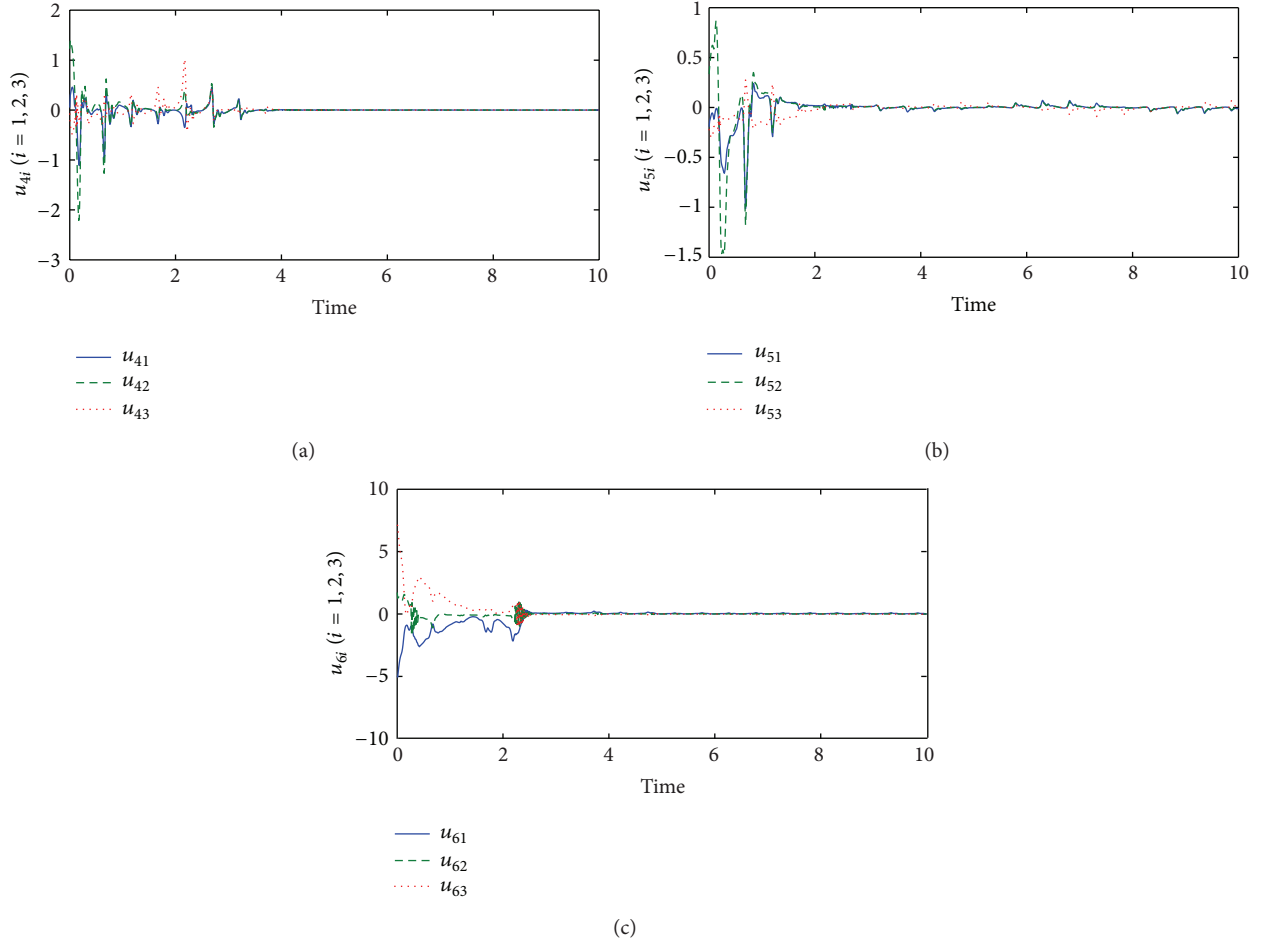 2
1
0
−1
−2
−3
u4i (i = 1, 2, 3)
0 2 4 6 8 10
Time
u41
u42
u43
(a)
1
0.5
0
−0.5
−1
−1.5
u5i (i = 1, 2, 3)
0 2 4 6 8 10
Time
u51
u52
u53
(b)
10
5
0
−5
−10
u6i (i = 1, 2, 3)
0 2 4 6 8 10
Time
u61
u62
u63
(c)